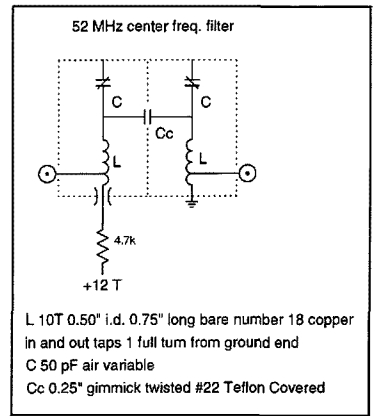 52 MHz center freq. filter
C
C
Cc
L
L
4.7k
+12 T
L 10T 0.50" i.d. 0.75" long bare number 18 copper
in and out taps 1 full turn from ground end
C 50 pF air variable
Cc 0.25" gimmick twisted #22 Teflon Covered